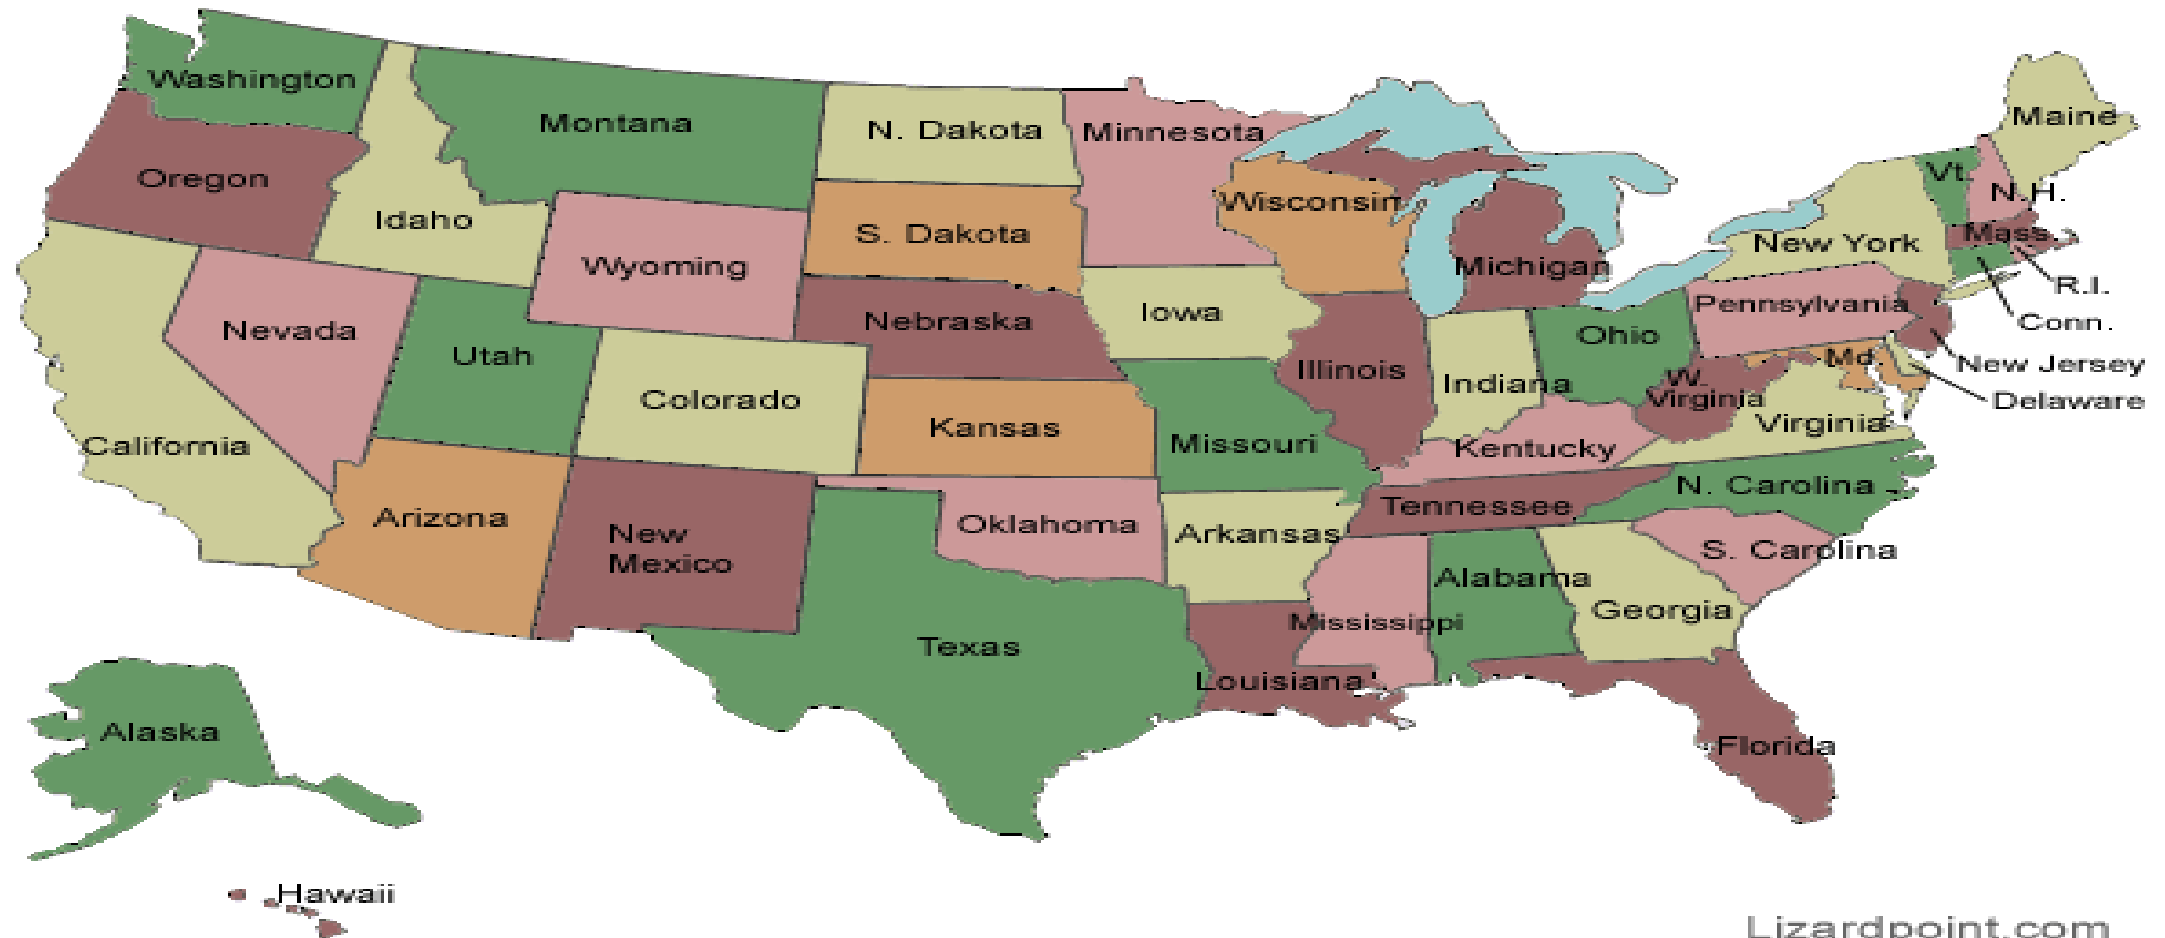 Washington
Montana
N. Dakota
Minnesota
Maine
Oregon
Idaho
Wyoming
S. Dakota
Wisconsin
Michigan
New York
Vt.
N.H.
Mass.
R.I.
Conn.
Nevada
Utah
Colorado
Nebraska
Iowa
Illinois
Indiana
Ohio
Pennsylvania
New Jersey
Md.
Delaware
W.
Virginia
Virginia
California
Kansas
Missouri
Kentucky
Arizona
New
Mexico
Oklahoma
Arkansas
Tennessee
N. Carolina
S. Carolina
Texas
Louisiana
Mississippi
Alabama
Georgia
Florida
Alaska
Hawaii
Lizardpoint.com